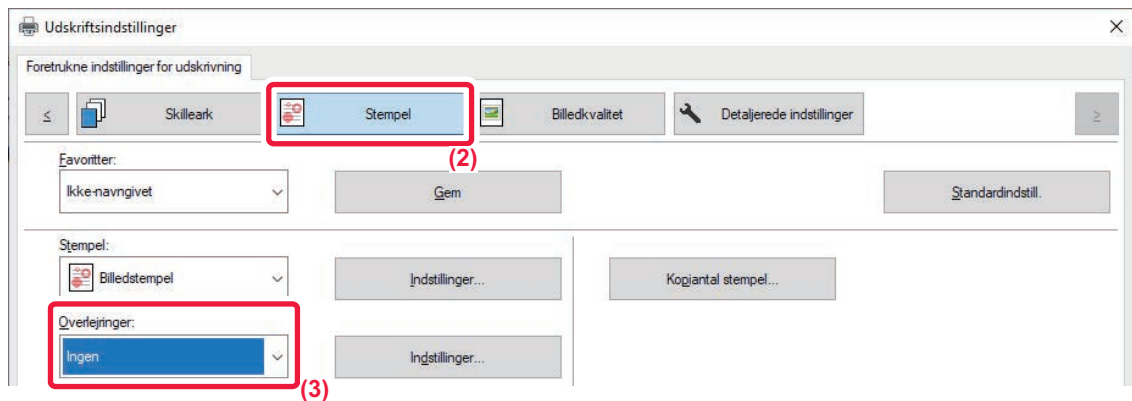 Udskriftsindstillinger
Foretrukne indstillinger for udskrivning
≤ Skilleark Stempel Billedkvalitet Detaljerede indstillinger ≥
(2)
Favoritter:
Ikke-navngivet Gem Standardindstill.
Stempel:
Billedstempel Indstillinger... Kopiantal stempel...
Overlejringer:
Ingen Indstillinger...
(3)